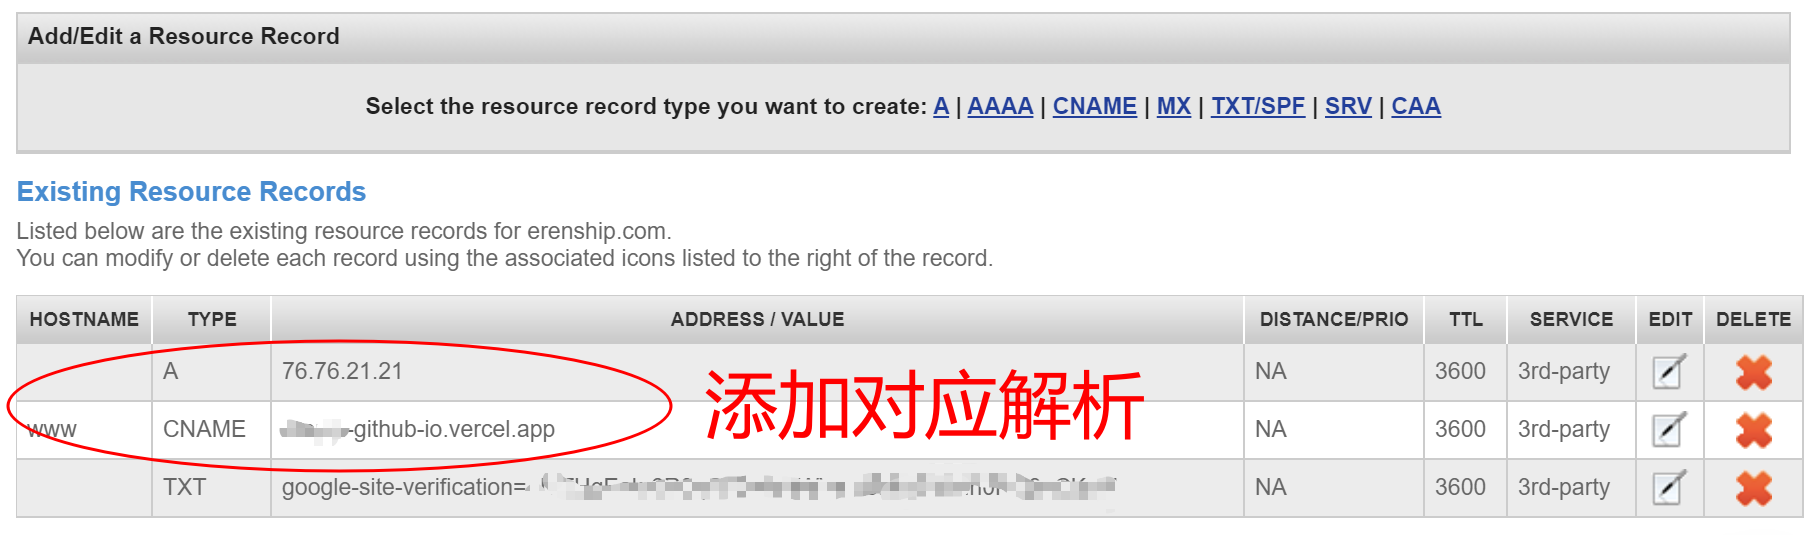 Add/Edit a Resource Record
Select the resource record type you want to create: A | AAAA | CNAME | MX | TXT/SPF | SRV | CAA
Existing Resource Records
Listed below are the existing resource records for erenship.com.
You can modify or delete each record using the associated icons listed to the right of the record.
HOSTNAME TYPE ADDRESS / VALUE DISTANCE/PRIO TTL SERVICE EDIT DELETE
A 76.76.21.21 NA 3600 3rd-party
www CNAME -github-io.vercel.app NA 3600 3rd-party
添加对应解析
TXT google-site-verification= NA 3600 3rd-party